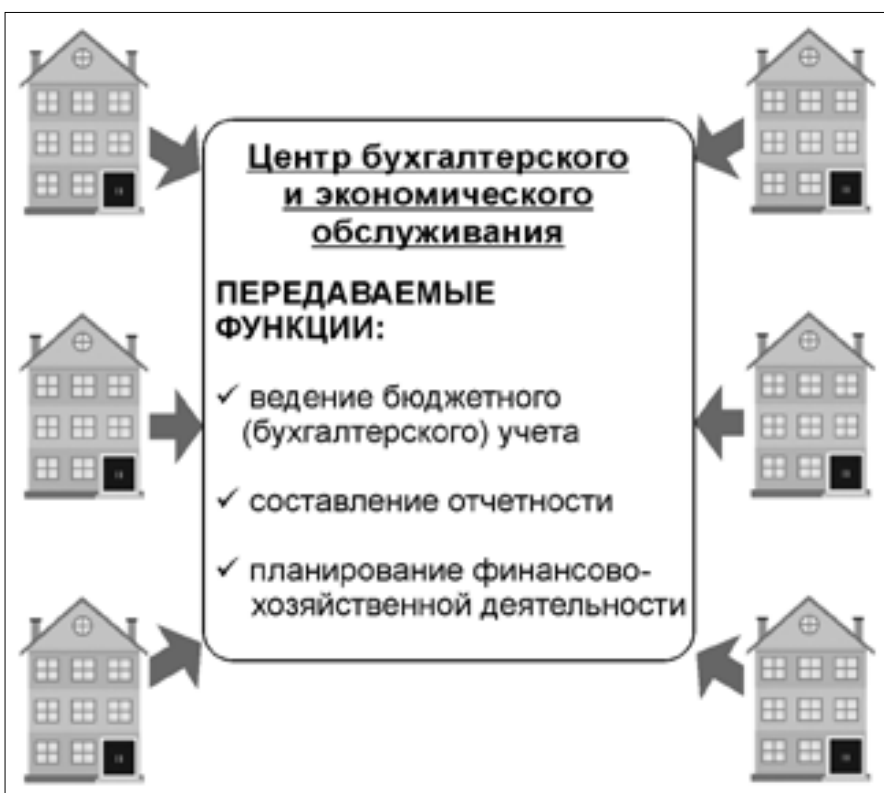 Центр бухгалтерского
и экономического
обслуживания
ПЕРЕДАВАЕМЫЕ
ФУНКЦИИ:
✓ ведение бюджетного
(бухгалтерского) учета
✓ составление отчетности
✓ планирование финансово-
хозяйственной деятельности